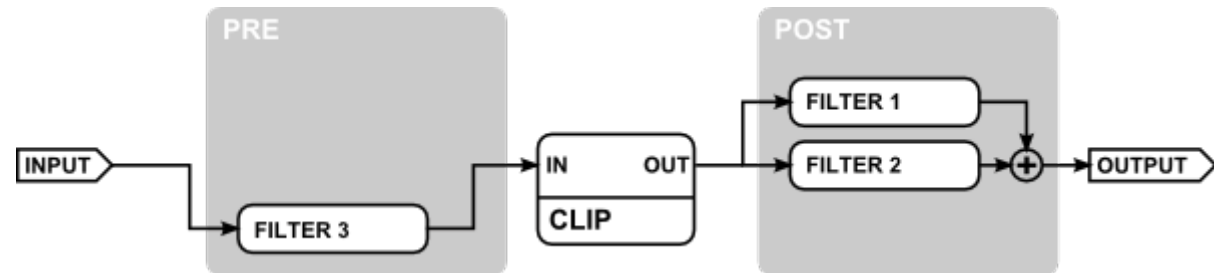 PRE
POST
FILTER 1
INPUT
IN
OUT
FILTER 2
OUTPUT
CLIP
FILTER 3